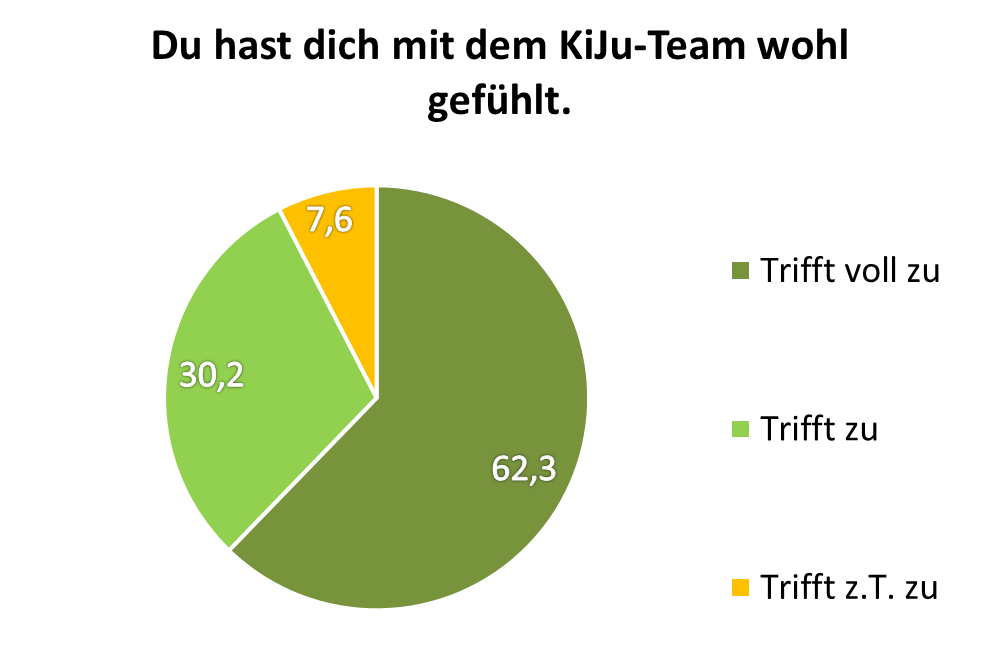 Du hast dich mit dem KiJu-Team wohl
gefühlt.
7,6
30,2
62,3
Trifft voll zu
Trifft zu
Trifft z.T. zu